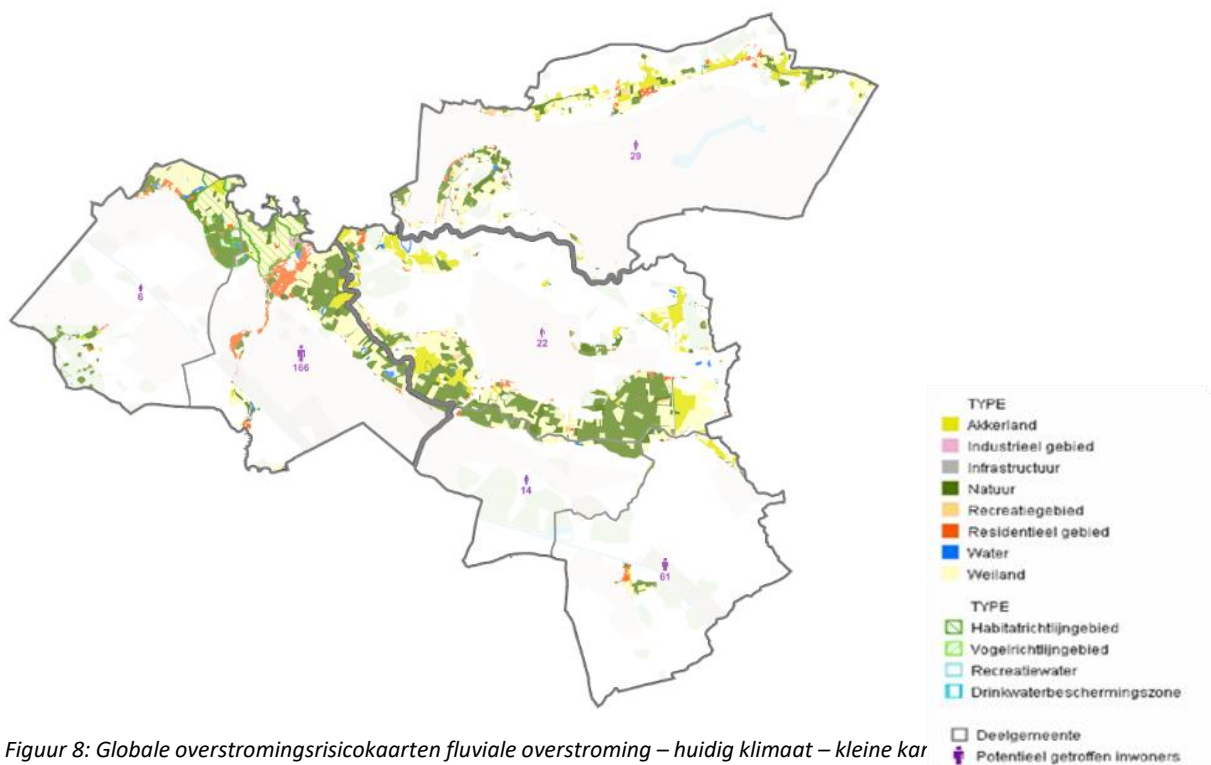 29
6
22
166
14
61
TYPE
Akkerland
Industrieel gebied
Infrastructuur
Natuur
Recreatiegebied
Residentieel gebied
Water
Weiland
TYPE
Habitatrichtlijngebied
Vogelrichtlijngebied
Recreatiewater
Drinkwaterbeschermingszone
Deelgemeente
Potentieel getroffen inwoners
Figuur 8: Globale overstromingsrisicokaarten fluviale overstroming – huidig klimaat – kleine